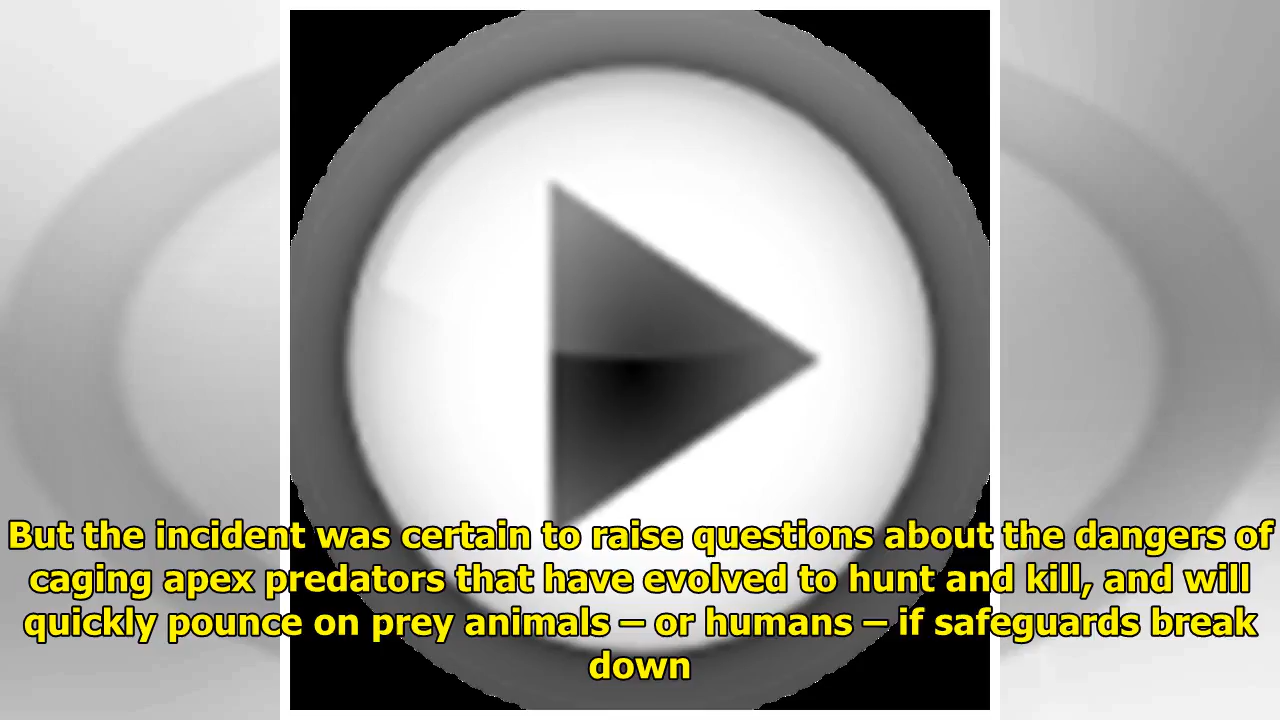 But the incident was certain to raise questions about the dangers of
caging apex predators that have evolved to hunt and kill, and will
quickly pounce on prey animals – or humans – if safeguards break
down